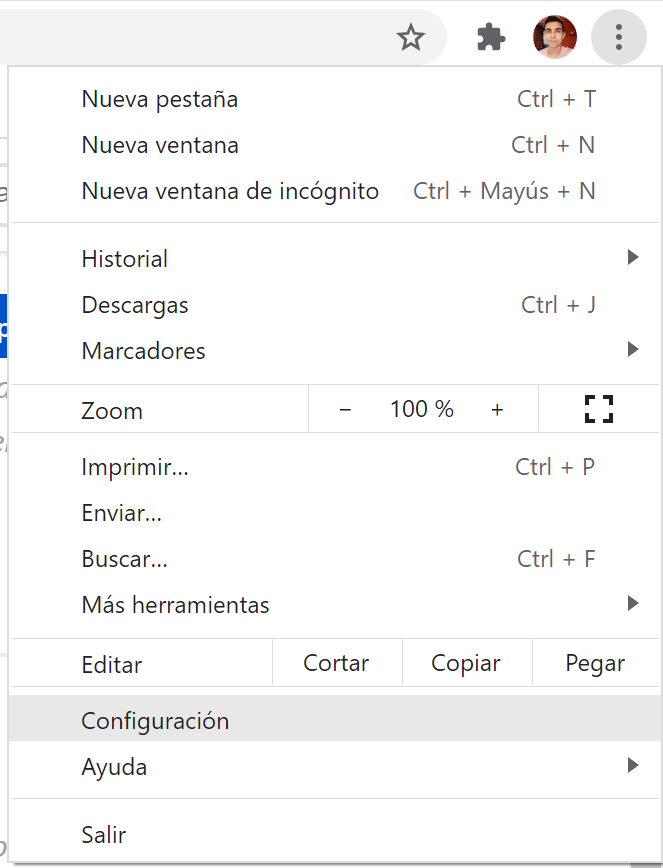 Nueva pestaña Ctrl + T
Nueva ventana Ctrl + N
Nueva ventana de incógnito Ctrl + Mayús + N
Historial
Descargas Ctrl + J
Marcadores
Zoom − 100 % +
Imprimir... Ctrl + P
Enviar...
Buscar... Ctrl + F
Más herramientas
Editar Cortar Copiar Pegar
Configuración
Ayuda
Salir